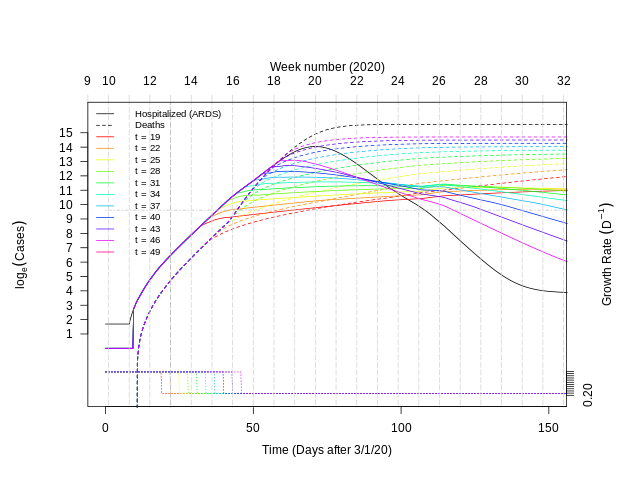 Week number (2020)
9 10 12 14 16 18 20 22 24 26 28 30 32
Hospitalized (ARDS)
Deaths
t = 19
t = 22
t = 25
t = 28
t = 31
t = 34
t = 37
t = 40
t = 43
t = 46
t = 49
15
14
13
12
11
10
9
8
7
6
5
4
3
2
1
logₑ(Cases)
Growth Rate (D⁻¹)
0.20
0 50 100 150
Time (Days after 3/1/20)